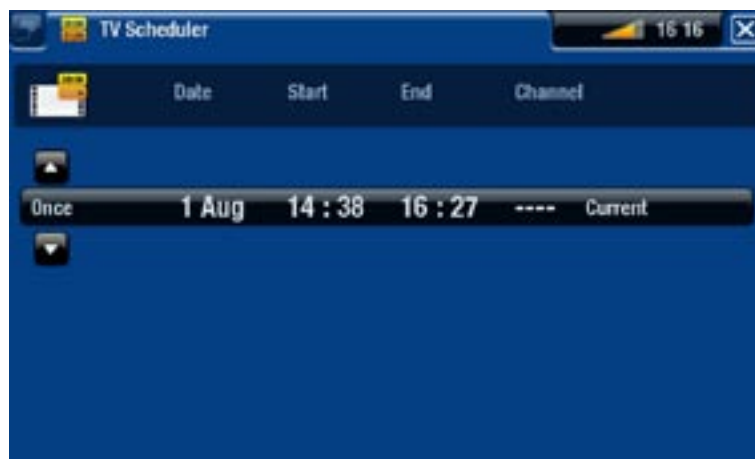 TV Scheduler 16 16
Date Start End Channel
Once 1 Aug 14 : 38 16 : 27 ---- Current